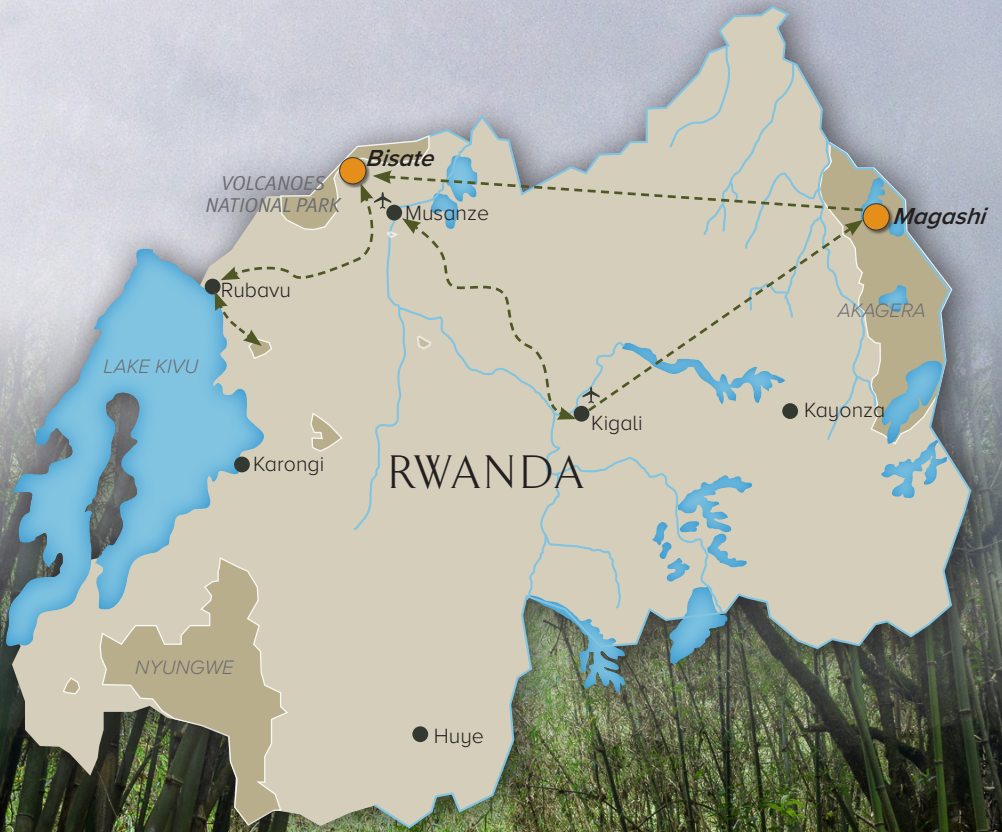 Bisate
VOLCANOES
NATIONAL PARK
Musanze
Magashi
Rubavu
AKAGERA
LAKE KIVU
Kayonza
Kigali
Karongi
RWANDA
NYUNGWE
Huye